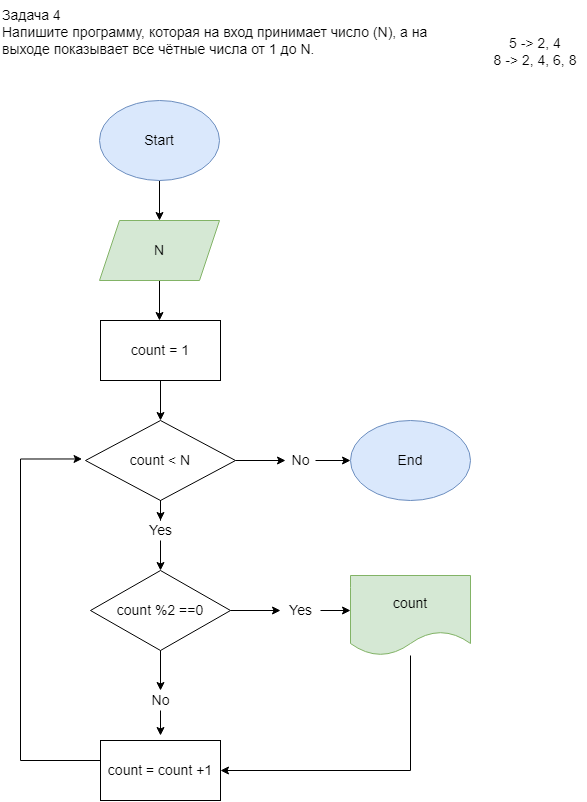 Задача 4
Напишите программу, которая на вход принимает число (N), а на
выходе показывает все чётные числа от 1 до N.
5 -> 2, 4
8 -> 2, 4, 6, 8
Start
N
count = 1
count < N
No
End
Yes
count %2 ==0
Yes
count
No
count = count +1